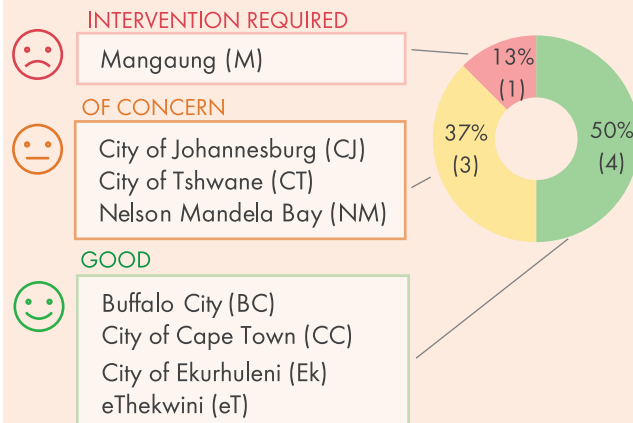 INTERVENTION REQUIRED
Mangaung (M)
OF CONCERN
City of Johannesburg (CJ)
City of Tshwane (CT)
Nelson Mandela Bay (NM)
GOOD
Buffalo City (BC)
City of Cape Town (CC)
City of Ekurhuleni (Ek)
eThekwini (eT)
13%
(1)
37%
(3)
50%
(4)